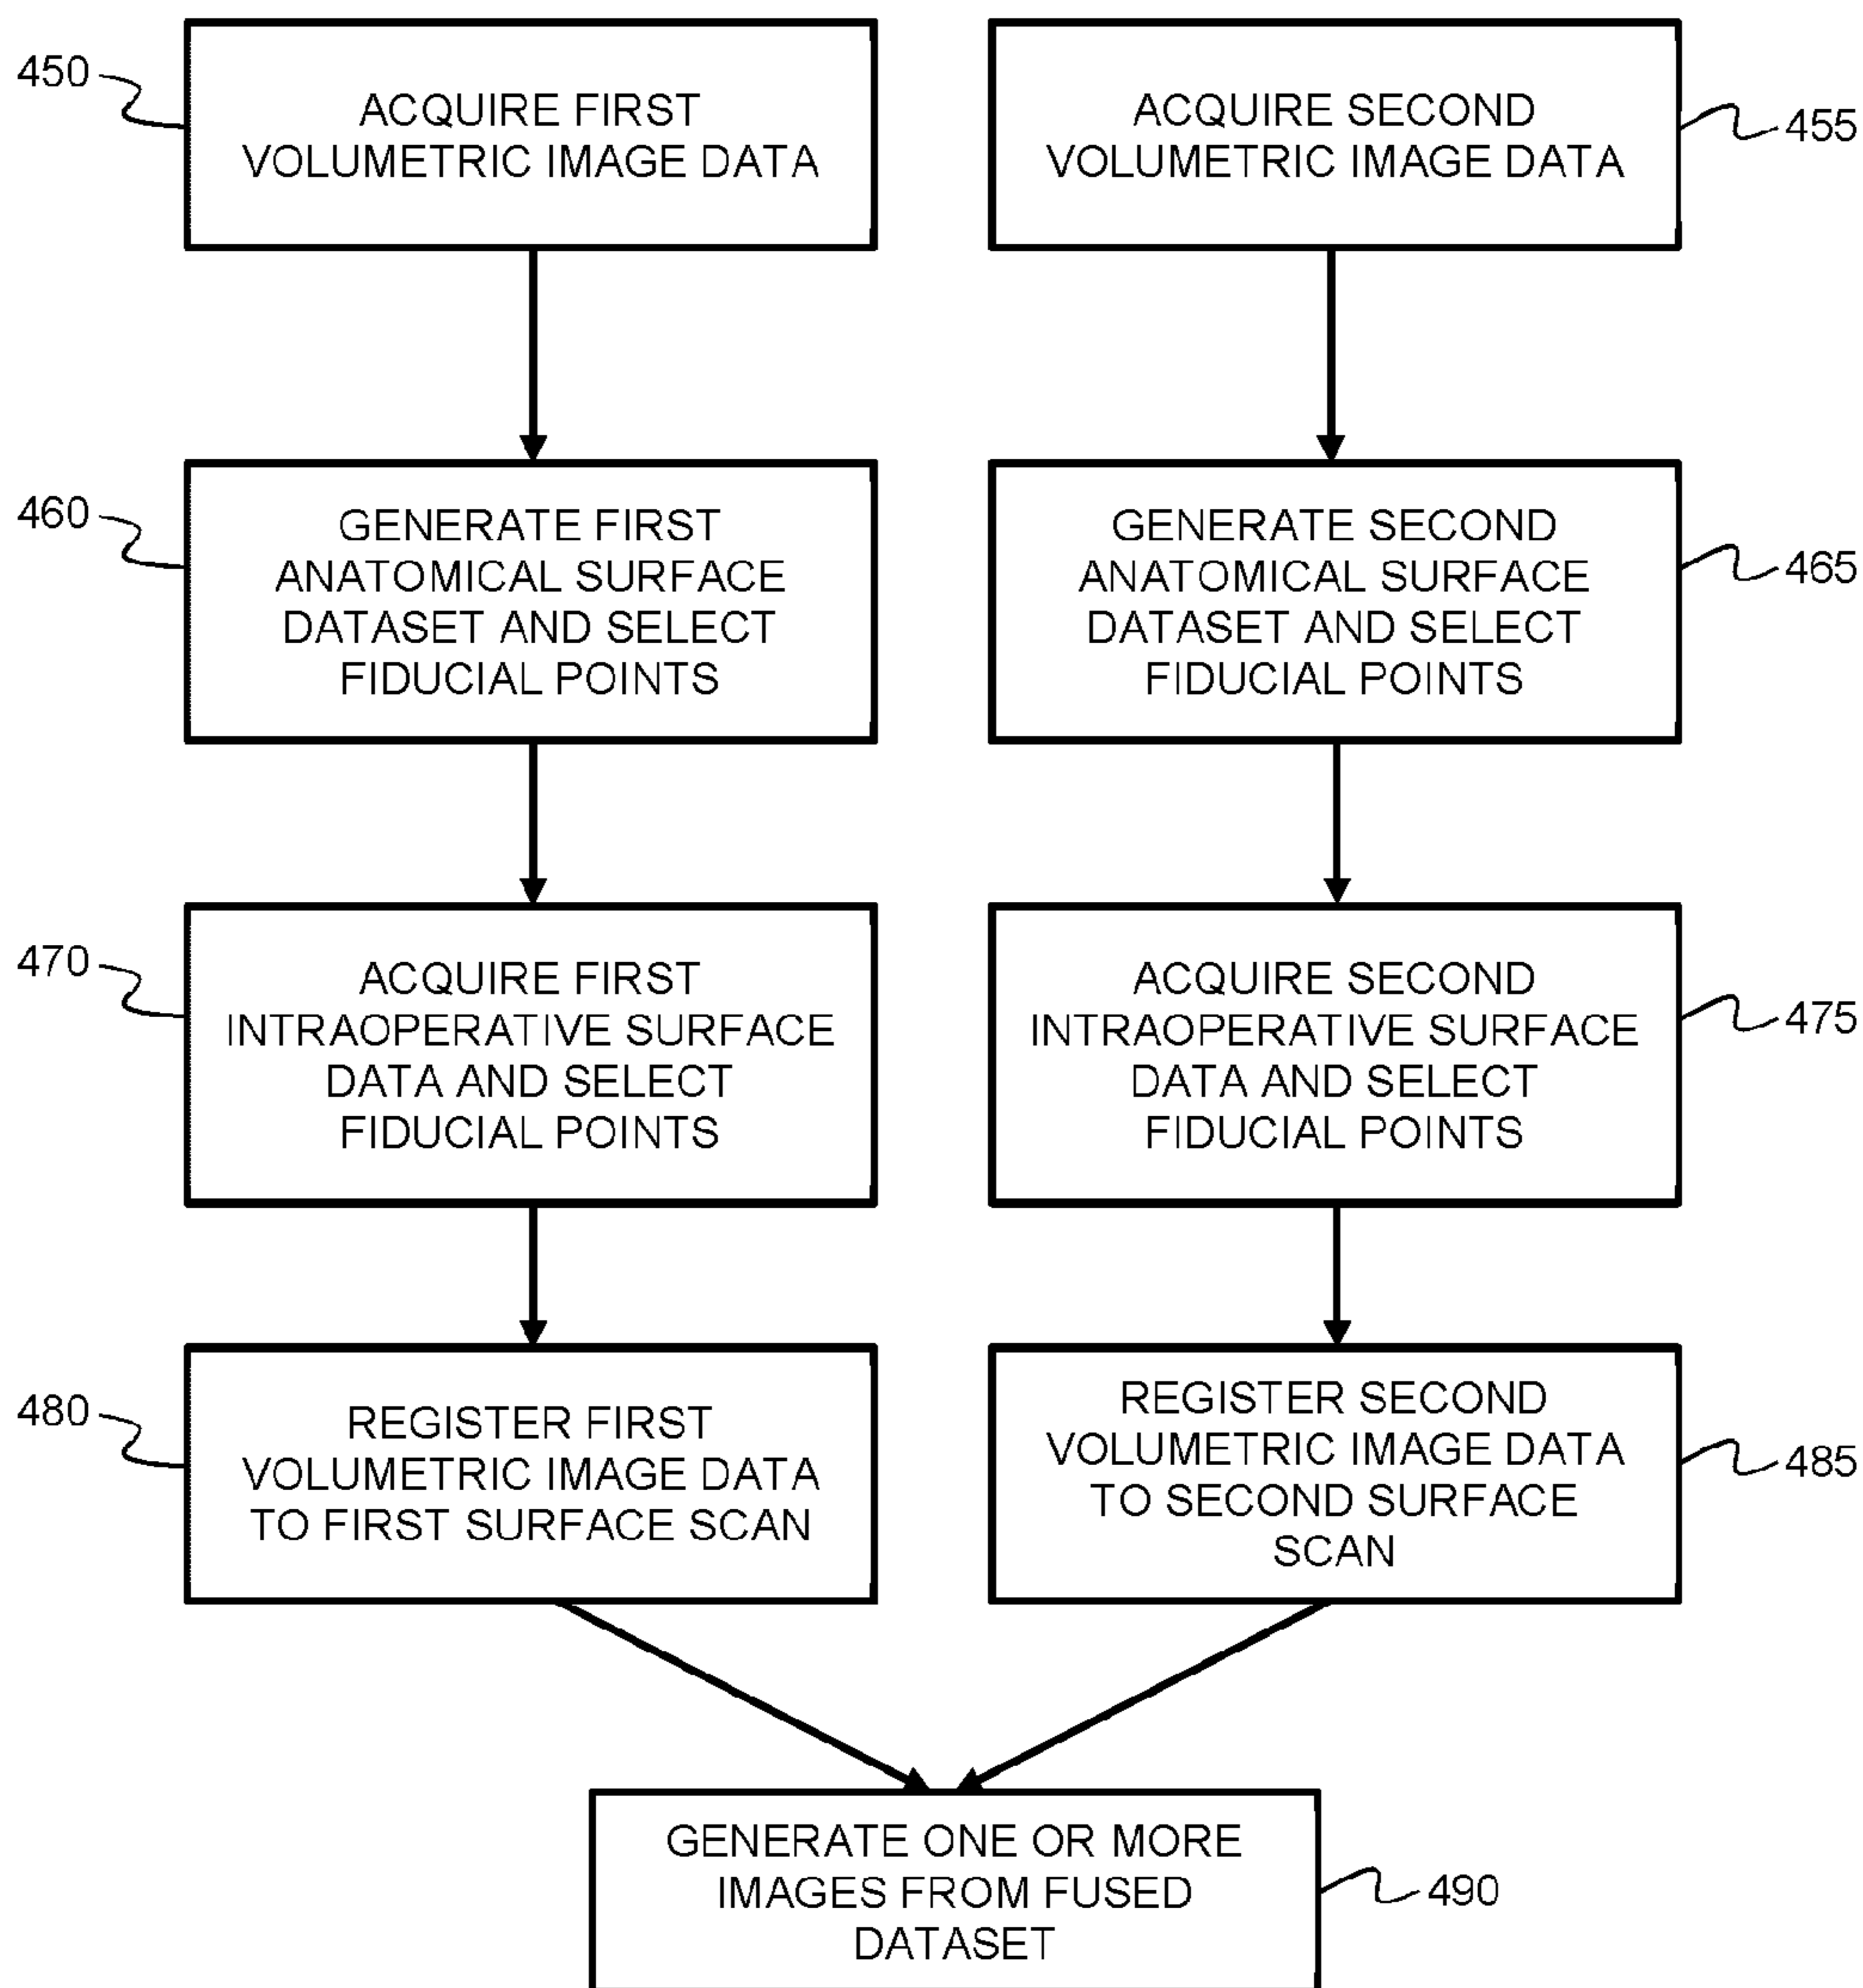 450
ACQUIRE FIRST
VOLUMETRIC IMAGE DATA
ACQUIRE SECOND
VOLUMETRIC IMAGE DATA
455
460
GENERATE FIRST
ANATOMICAL SURFACE
DATASET AND SELECT
FIDUCIAL POINTS
GENERATE SECOND
ANATOMICAL SURFACE
DATASET AND SELECT
FIDUCIAL POINTS
465
470
ACQUIRE FIRST
INTRAOPERATIVE SURFACE
DATA AND SELECT
FIDUCIAL POINTS
ACQUIRE SECOND
INTRAOPERATIVE SURFACE
DATA AND SELECT
FIDUCIAL POINTS
475
480
REGISTER FIRST
VOLUMETRIC IMAGE DATA
TO FIRST SURFACE SCAN
REGISTER SECOND
VOLUMETRIC IMAGE DATA
TO SECOND SURFACE
SCAN
485
GENERATE ONE OR MORE
IMAGES FROM FUSED
DATASET
490